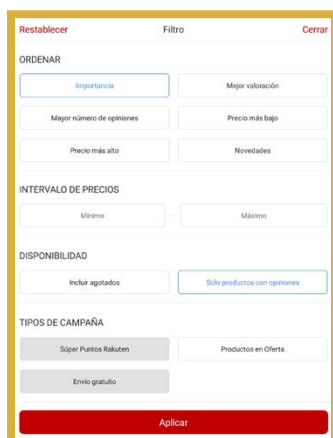 Restablecer Filtro Cerrar
ORDENAR
Importancia Mejor valoración
Mayor número de opiniones Precio más bajo
Precio más alto Novedades
INTERVALO DE PRECIOS
Mínimo – Máximo
DISPONIBILIDAD
Incluir agotados Solo productos con opiniones
TIPOS DE CAMPAÑA
Súper Puntos Rakuten Productos en Oferta
Envío gratuito
Aplicar